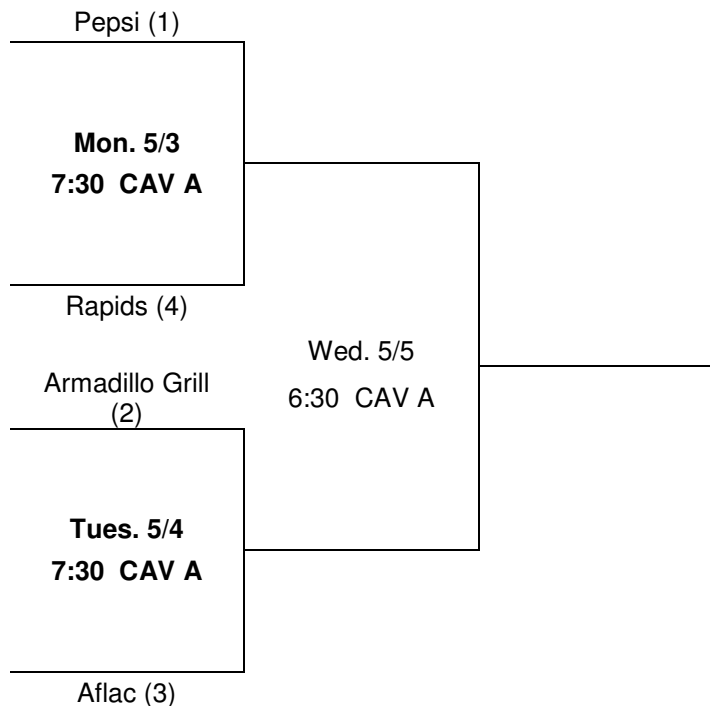 Pepsi (1)
Mon. 5/3
7:30 CAV A
Rapids (4)
Wed. 5/5
6:30 CAV A
Armadillo Grill
(2)
Tues. 5/4
7:30 CAV A
Aflac (3)